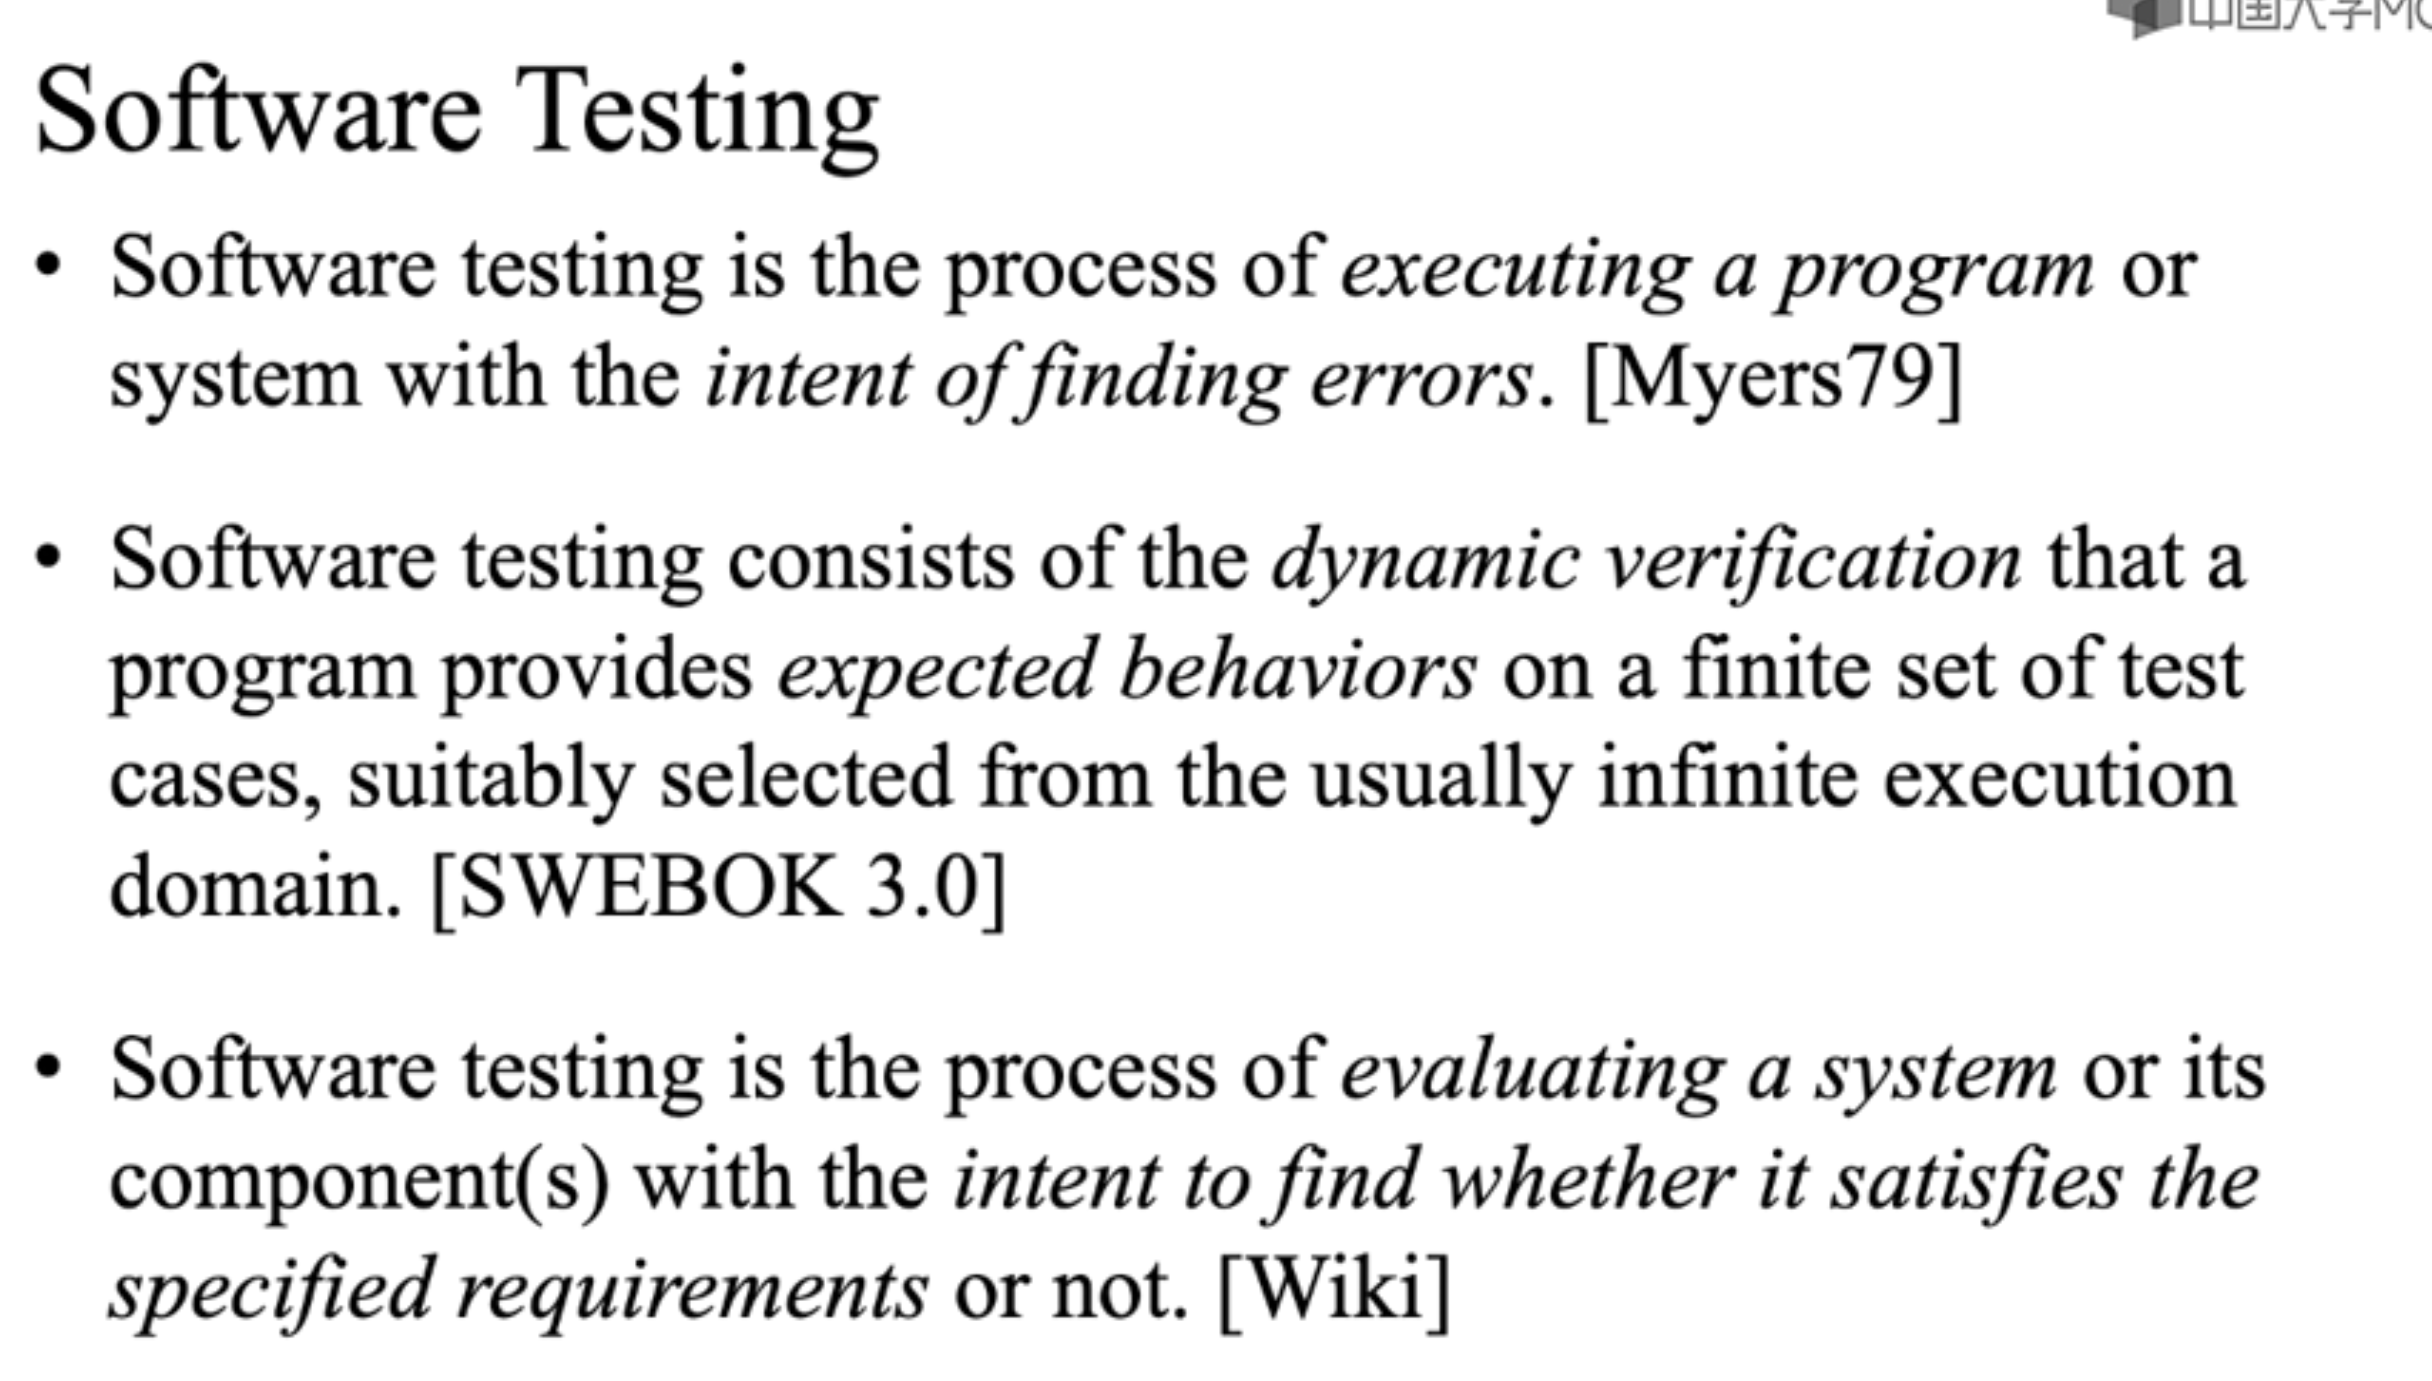 中国大学MO
Software Testing
• Software testing is the process of executing a program or
system with the intent of finding errors. [Myers79]
• Software testing consists of the dynamic verification that a
program provides expected behaviors on a finite set of test
cases, suitably selected from the usually infinite execution
domain. [SWEBOK 3.0]
• Software testing is the process of evaluating a system or its
component(s) with the intent to find whether it satisfies the
specified requirements or not. [Wiki]